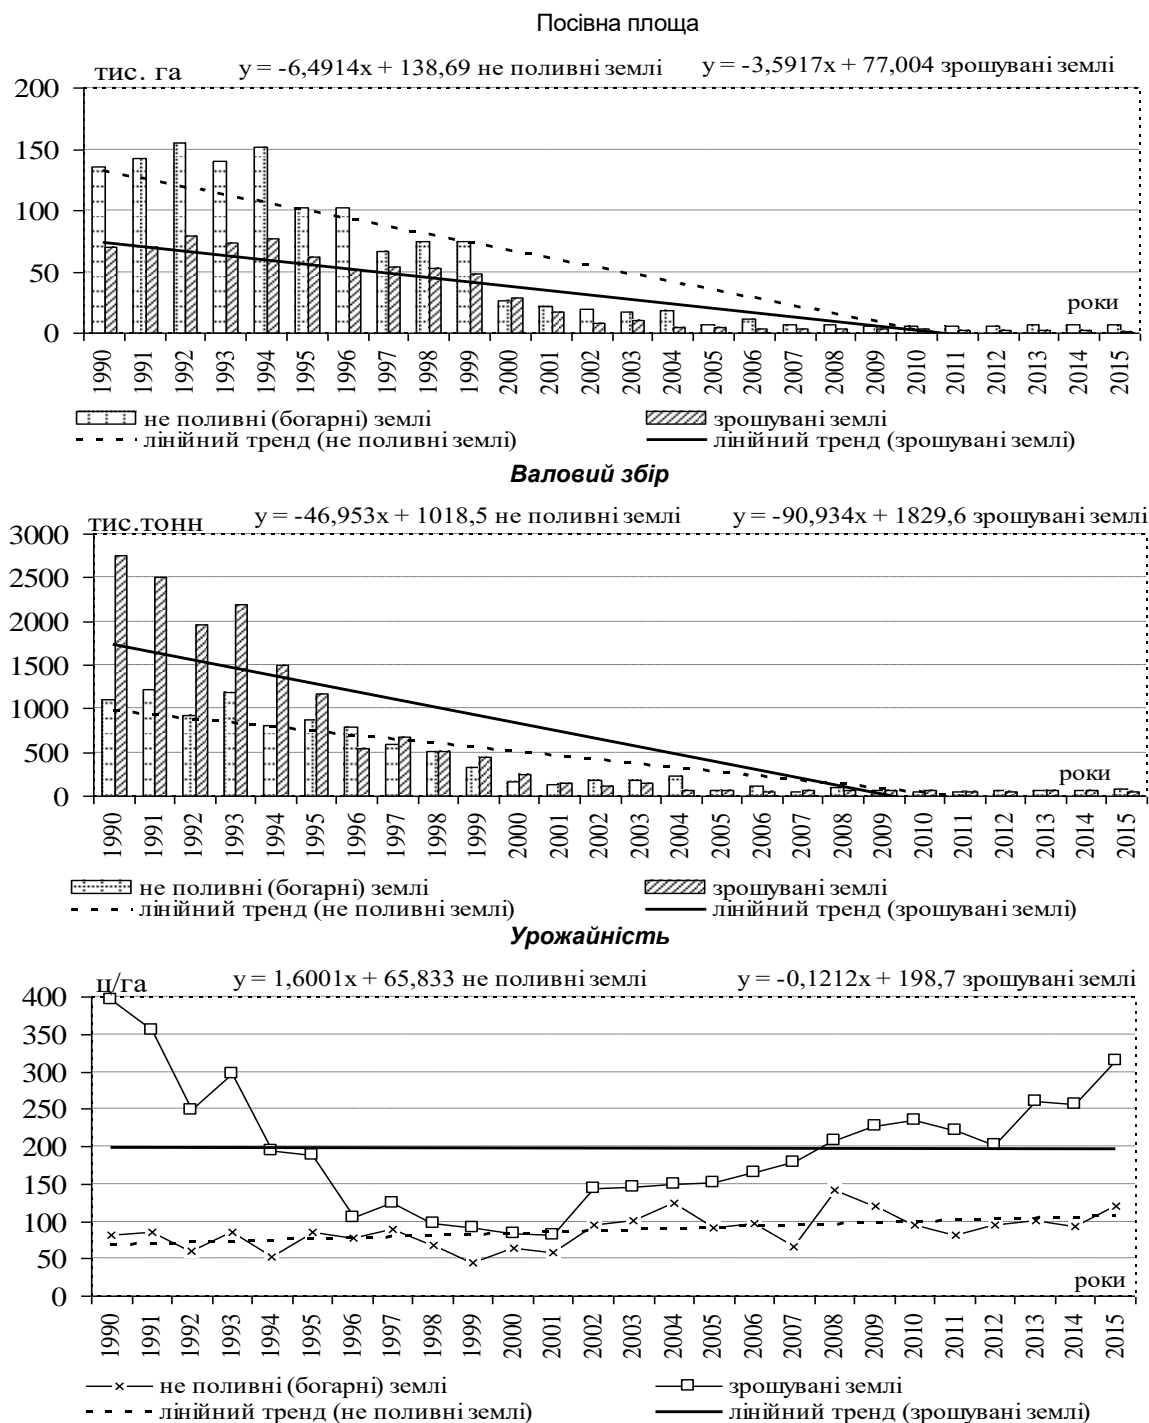 Посівна площа
тис. га y = -6,4914x + 138,69 не поливні землі y = -3,5917x + 77,004 зрошувані землі
200
150
100
50
роки
0
1990 1991 1992 1993 1994 1995 1996 1997 1998 1999 2000 2001 2002 2003 2004 2005 2006 2007 2008 2009 2010 2011 2012 2013 2014 2015
не поливні (богарні) землі зрошувані землі
лінійний тренд (не поливні землі) лінійний тренд (зрошувані землі)
Валовий збір
тис.тонн y = -46,953x + 1018,5 не поливні землі y = -90,934x + 1829,6 зрошувані землі
3000
2500
2000
1500
1000
500
роки
0
1990 1991 1992 1993 1994 1995 1996 1997 1998 1999 2000 2001 2002 2003 2004 2005 2006 2007 2008 2009 2010 2011 2012 2013 2014 2015
не поливні (богарні) землі зрошувані землі
лінійний тренд (не поливні землі) лінійний тренд (зрошувані землі)
Урожайність
ц/га y = 1,6001x + 65,833 не поливні землі y = -0,1212x + 198,7 зрошувані землі
400
350
300
250
200
150
100
50
роки
0
1990 1991 1992 1993 1994 1995 1996 1997 1998 1999 2000 2001 2002 2003 2004 2005 2006 2007 2008 2009 2010 2011 2012 2013 2014 2015
не поливні (богарні) землі зрошувані землі
лінійний тренд (не поливні землі) лінійний тренд (зрошувані землі)